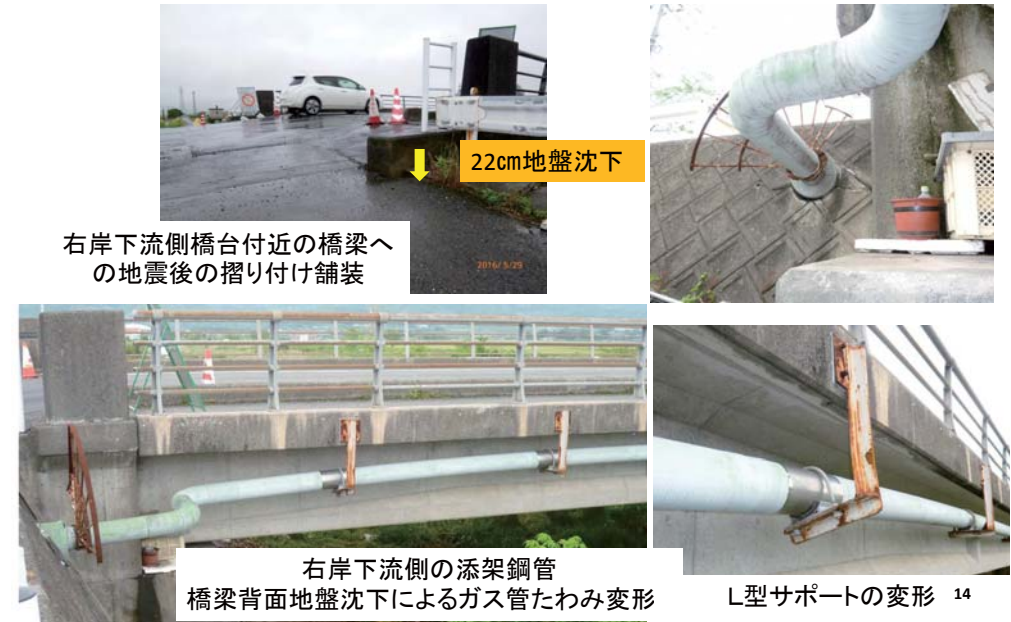 22㎝地盤沈下
右岸下流側橋台付近の橋梁へ
の地震後の摺り付け舗装
2016/ 5/29
右岸下流側の添架鋼管
橋梁背面地盤沈下によるガス管たわみ変形
L型サポートの変形
14